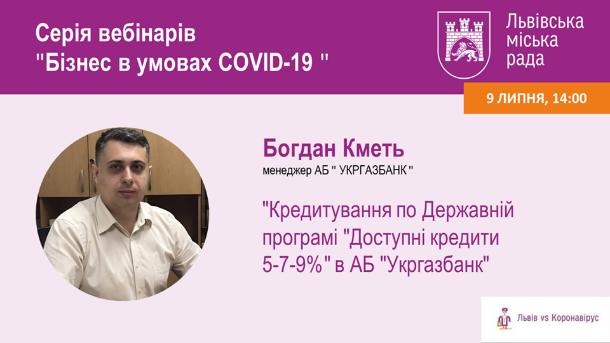 Серія вебінарів
"Бізнес в умовах COVID-19 "
Львівська
міська
рада
9 ЛИПНЯ, 14:00
Богдан Кметь
менеджер АБ " УКРГАЗБАНК "
"Кредитування по Державній
програмі "Доступні кредити
5-7-9%" в АБ "Укргазбанк"
Львів vs Коронавірус